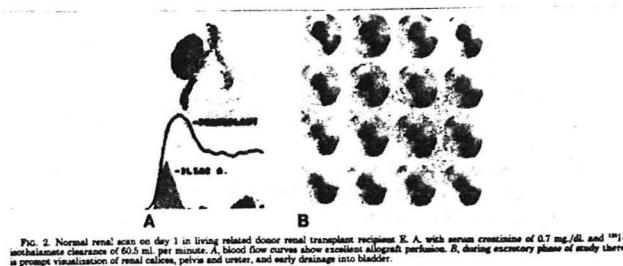 -TRANSPLANT
-ILIAC A.
A B
FIG. 2. Normal renal scan on day 1 in living related donor renal transplant recipient E. A. with serum creatinine of 0.7 mg./dl. and ¹²⁵I-
isothalamate clearance of 60.5 ml. per minute. A, blood flow curves show excellent allograft perfusion. B, during excretory phase of study there
is prompt visualization of renal calices, pelvis and ureter, and early drainage into bladder.